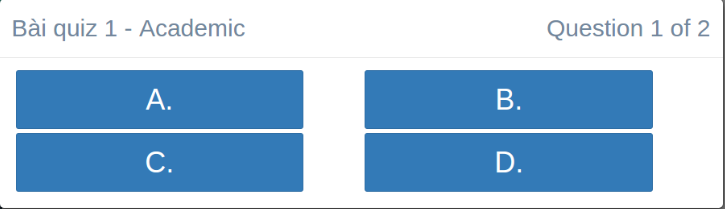 Bài quiz 1 - Academic Question 1 of 2
A. B.
C. D.